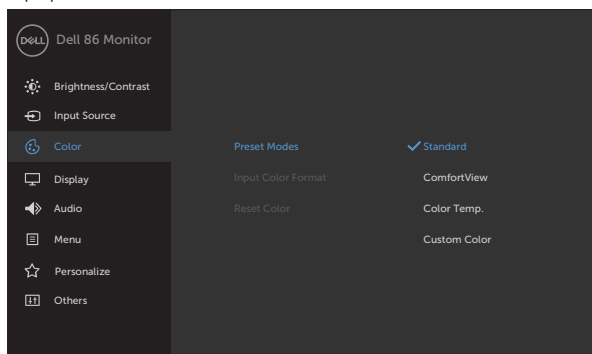 DELL Dell 86 Monitor
Brightness/Contrast
Input Source
Color Preset Modes Standard
Display Input Color Format ComfortView
Audio Reset Color Color Temp.
Menu Custom Color
Personalize
Others